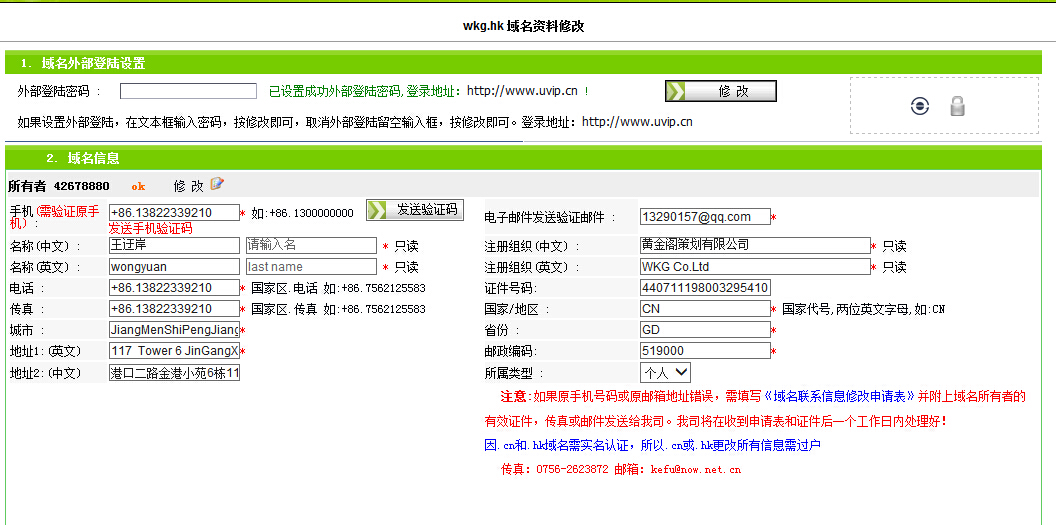 wkg.hk 域名资料修改
1. 域名外部登陆设置
外部登陆密码 : 已设置成功外部登陆密码,登录地址: http://www.uvip.cn ! 修 改
如果设置外部登陆，在文本框输入密码，按修改即可，取消外部登陆留空输入框，按修改即可。登录地址: http://www.uvip.cn
2. 域名信息
所有者 42678880 ok 修 改
手机(需验证原手机) : +86.13822339210 * 如:+86.1300000000 发送验证码 电子邮件发送验证邮件 : 13290157@qq.com *
发送手机验证码
名称(中文) : 王迂岸 请输入名 * 只读 注册组织(中文) : 黄金阁策划有限公司 * 只读
名称(英文) : wongyuan last name * 只读 注册组织(英文) : WKG Co.Ltd * 只读
电话 : +86.13822339210 * 国家区.电话 如:+86.7562125583 证件号码: 440711198003295410
传真 : +86.13822339210 * 国家区.传真 如:+86.7562125583 国家/地区 : CN * 国家代号,两位英文字母,如:CN
城市 : JiangMenShiPengJiang * 省份 : GD *
地址1:(英文) 117 Tower 6 JinGangX * 邮政编码: 519000 *
地址2:(中文) 港口二路金港小苑6栋11 所属类型 : 个人
注意:如果原手机号码或原邮箱地址错误，需填写《域名联系信息修改申请表》并附上域名所有者的
有效证件，传真或邮件发送给我司。我司将在收到申请表和证件后一个工作日内处理好!
因.cn和.hk域名需实名认证，所以.cn或.hk更改所有信息需过户
传真: 0756-2623872 邮箱: kefu@now.net.cn